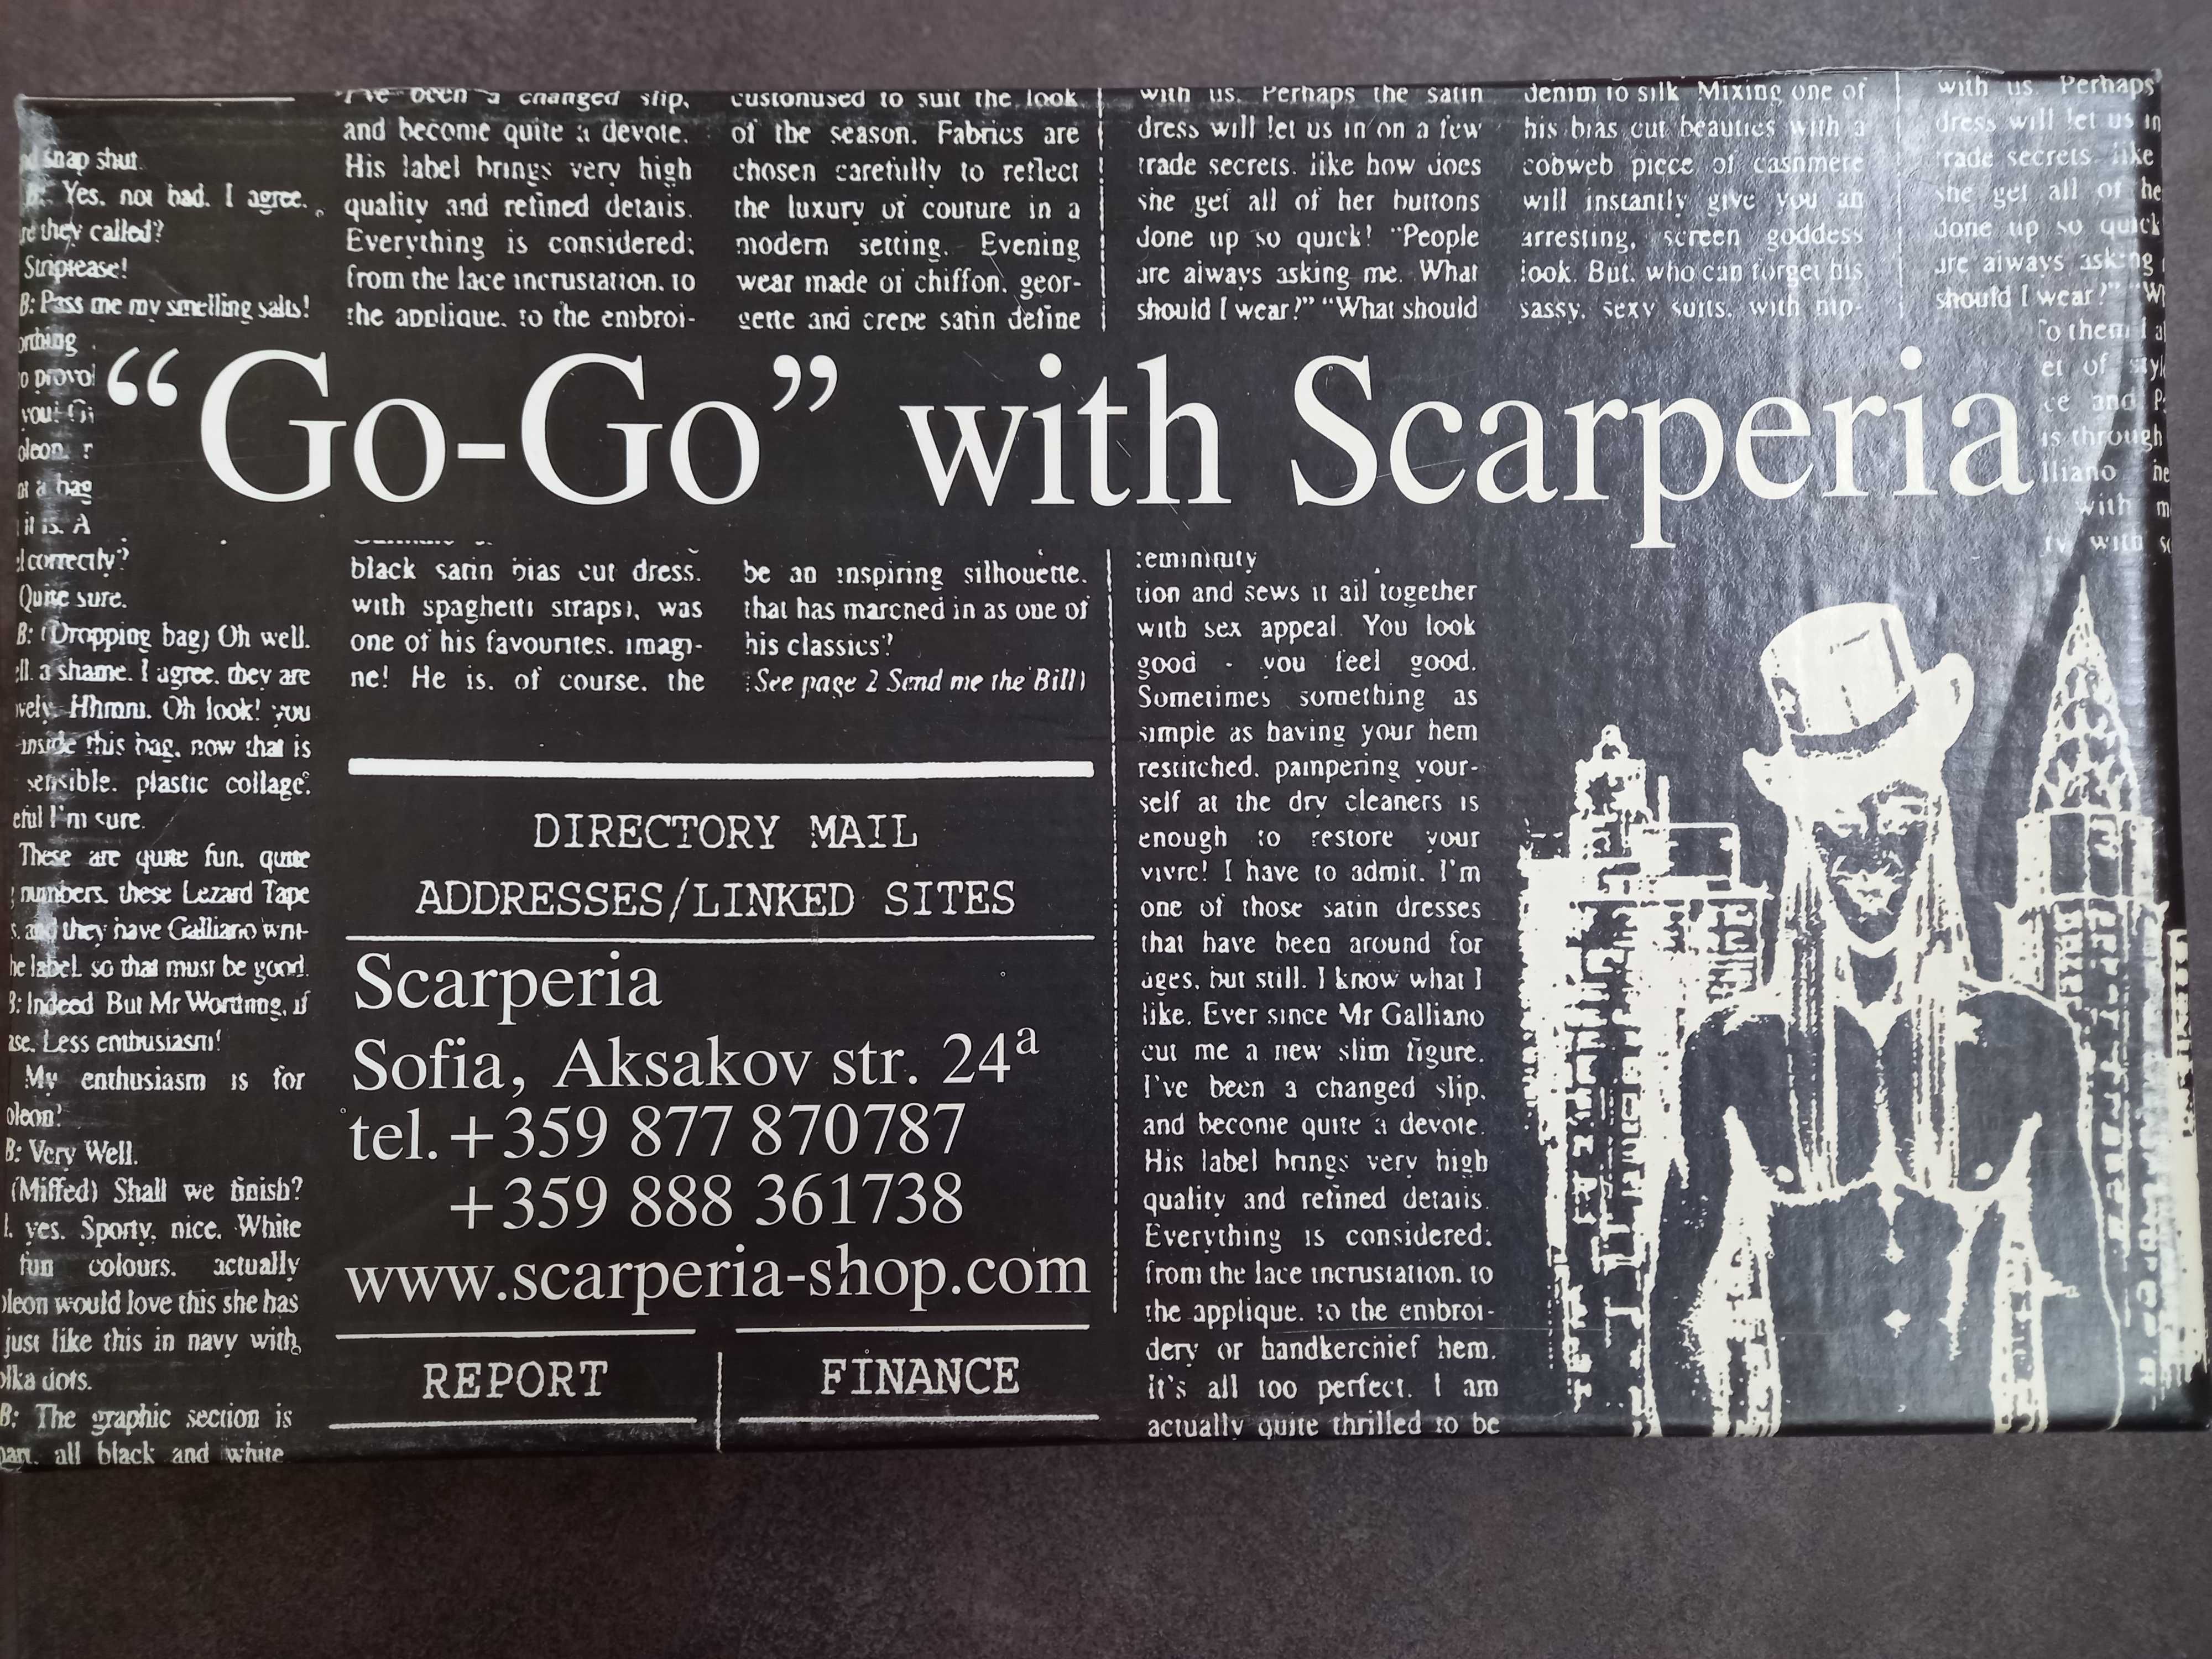 snap shut.
Yes. not bad. I agree.
they called?
Striptease!
B: Pass me my smelling salts!
it is. A
correctly?
Quite sure.
B: (Dropping bag) Oh well.
a shame. I agree. they are
Hhmm. Oh look! you
inside this bag. now that is
plastic collage.
I'm sure.
These are quite fun. quite
numbers. these Lezard Tape
they have Galliano
label. so that must be good.
B: Indeed But Mr
Less enthusiasm!
My enthusiasm is for
B: Very Well.
(Miffed) Shall we finish?
yes. Sporty. nice. White
fun colours. actually
would love this she has
just like this in navy with
dots.
B: The graphic section is
all black and white
I've been a changed slip.
and become quite a devote.
His label brings very high
quality and refined details.
Everything is considered:
from the lace incrustation. to
the applique. to the embroi-
customised to suit the look
of the season. Fabrics are
chosen carefully to reflect
the luxury of couture in a
modern setting. Evening
wear made of chiffon. geor-
gette and crepe satin define
with us. Perhaps the satin
dress will let us in on a few
trade secrets. like how does
she get all of her buttons
done up so quick! "People
are always asking me. What
should I wear?" "What should
denim to silk Mixing one of
his bias cut beauties with a
cobweb piece of cashmere
will instantly give you an
arresting, screen goddess
look. But. who can forget his
sassy. sexy suits. with nip-
with us. Perhaps
dress will let us in
trade secrets. like
she get all of
done up so quick
are always asking
should I wear?"
“Go-Go” with Scarperia
black satin bias cut dress.
with spaghetti straps), was
one of his favourites. imagi-
ne! He is. of course. the
be an inspiring silhouette.
that has marched in as one of
his classics?
(See page 2 Send me the Bill)
DIRECTORY MAIL
ADDRESSES/LINKED SITES
Scarperia
Sofia, Aksakov str. 24a
tel. +359 877 870787
+359 888 361738
www.scarperia-shop.com
REPORT
FINANCE
tion and sews it all together
with sex appeal. You look
good - you feel good.
Sometimes something as
simple as having your hem
restitched. pampering your-
self at the dry cleaners is
enough to restore your
vivre! I have to admit. I'm
one of those satin dresses
that have been around for
ages, but still. I know what I
like. Ever since Mr Galliano
cut me a new slim figure.
I've been a changed slip.
and become quite a devote.
His label brings very high
quality and refined details.
Everything is considered:
from the lace incrustation. to
the applique. to the embroi-
dery or handkerchief hem.
it's all too perfect. I am
actually quite thrilled to be